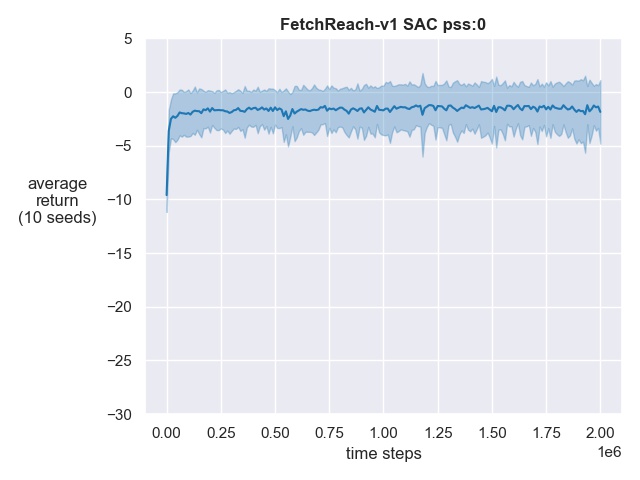 FetchReach-v1 SAC pss:0
5
0
−5
−10
−15
−20
−25
−30
average
return
(10 seeds)
0.00 0.25 0.50 0.75 1.00 1.25 1.50 1.75 2.00
time steps
1e6